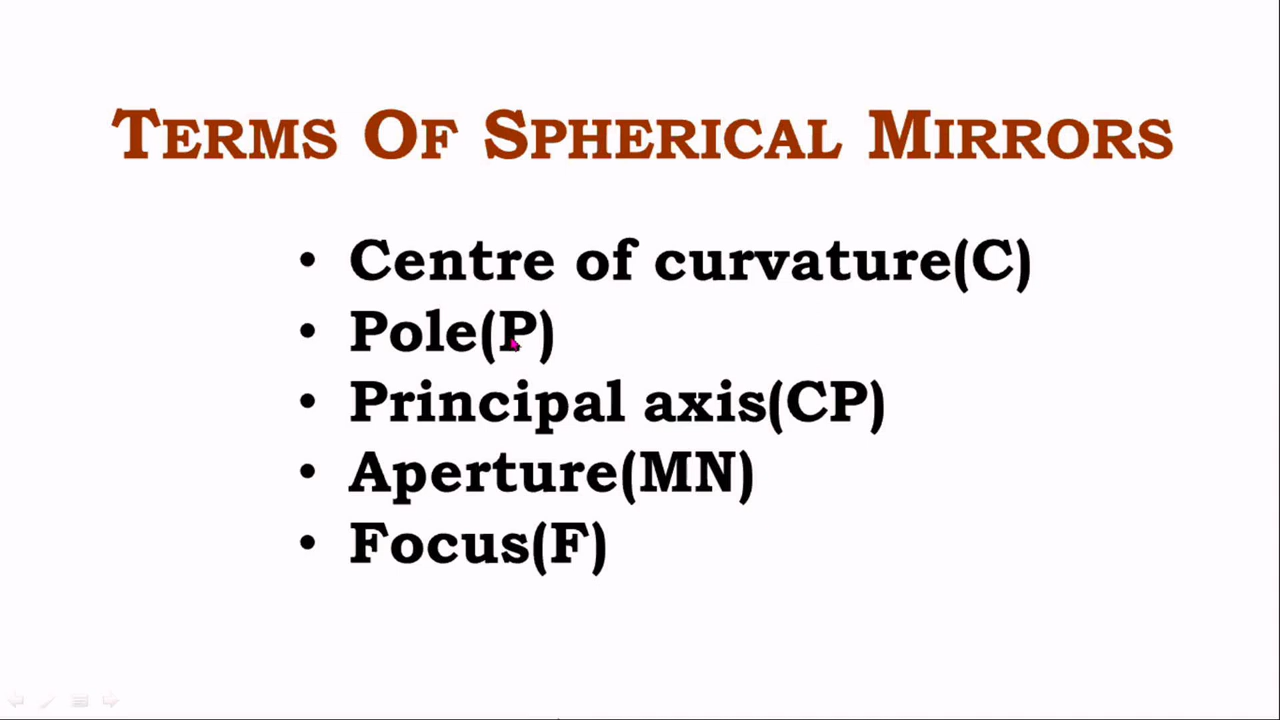 Terms Of Spherical Mirrors
• Centre of curvature(C)
• Pole(P)
• Principal axis(CP)
• Aperture(MN)
• Focus(F)